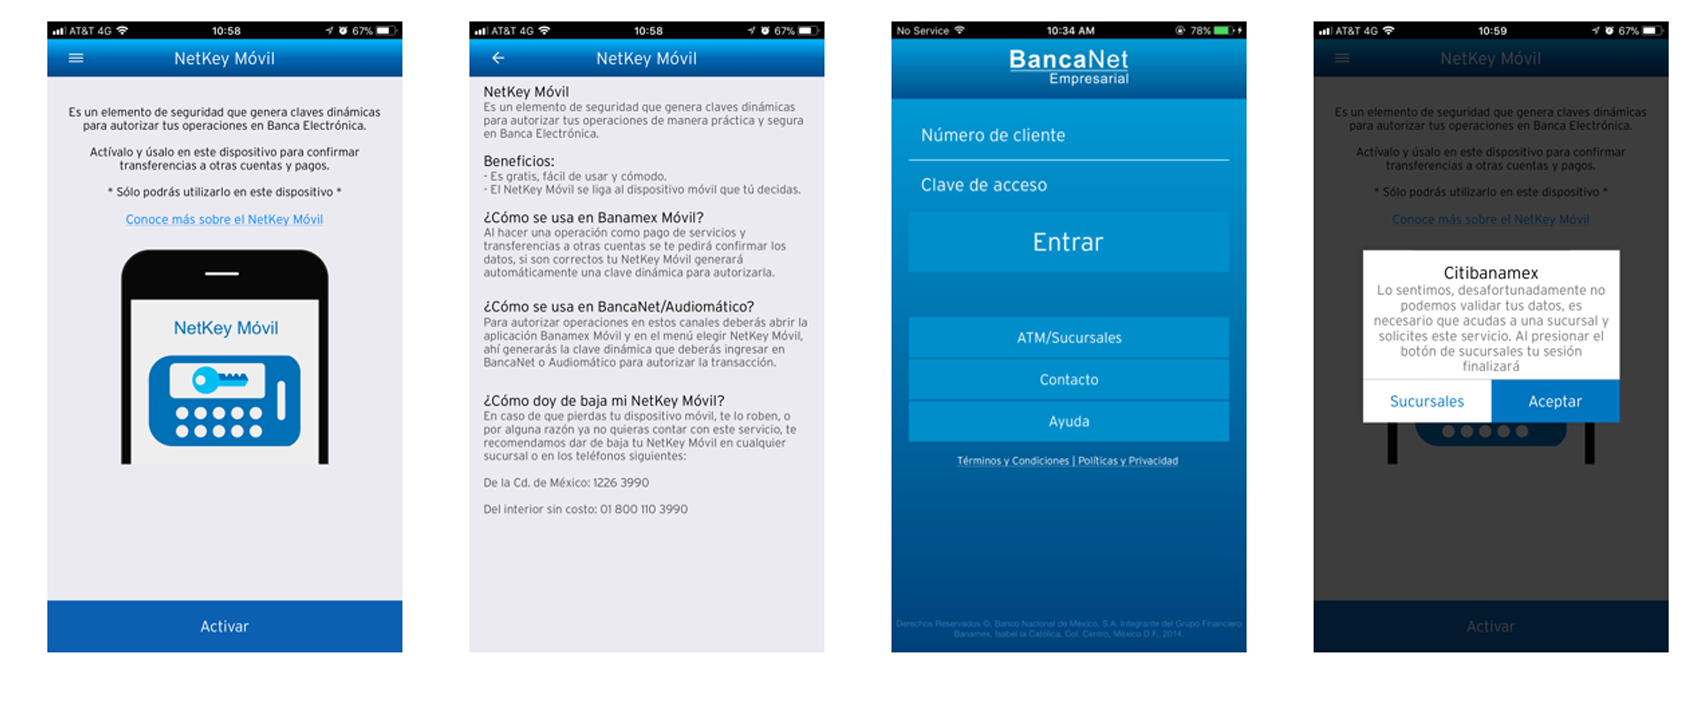 AT&T 4G 10:58 67%
NetKey Móvil
Es un elemento de seguridad que genera claves dinámicas
para autorizar tus operaciones en Banca Electrónica.
Actívalo y úsalo en este dispositivo para confirmar
transferencias a otras cuentas y pagos.
* Sólo podrás utilizarlo en este dispositivo *
Conoce más sobre el NetKey Móvil
NetKey Móvil
Activar
AT&T 4G 10:58 67%
NetKey Móvil
NetKey Móvil
Es un elemento de seguridad que genera claves dinámicas
para autorizar tus operaciones de manera práctica y segura
en Banca Electrónica.
Beneficios:
- Es gratis, fácil de usar y cómodo.
- El NetKey Móvil se liga al dispositivo móvil que tú decidas.
¿Cómo se usa en Banamex Móvil?
Al hacer una operación como pago de servicios y
transferencias a otras cuentas se te pedirá confirmar los
datos, si son correctos tu NetKey Móvil generará
automáticamente una clave dinámica para autorizarla.
¿Cómo se usa en BancaNet/Audiomático?
Para autorizar operaciones en estos canales deberás abrir la
aplicación Banamex Móvil y en el menú elegir NetKey Móvil,
ahí generarás la clave dinámica que deberás ingresar en
BancaNet o Audiomático para autorizar la transacción.
¿Cómo doy de baja mi NetKey Móvil?
En caso de que pierdas tu dispositivo móvil, te lo roben, o
por alguna razón ya no quieras contar con este servicio, te
recomendamos dar de baja tu NetKey Móvil en cualquier
sucursal o en los teléfonos siguientes:
De la Cd. de México: 1226 3990
Del interior sin costo: 01 800 110 3990
No Service 10:34 AM 78%
BancaNet
Empresarial
Número de cliente
Clave de acceso
Entrar
ATM/Sucursales
Contacto
Ayuda
Términos y Condiciones | Políticas y Privacidad
Derechos Reservados ©, Banco Nacional de México, S.A. Integrante del Grupo Financiero
Banamex, Isabel la Católica, Col. Centro, México D.F., 2014.
AT&T 4G 10:59 67%
NetKey Móvil
Es un elemento de seguridad que genera claves dinámicas
para autorizar tus operaciones en Banca Electrónica.
Actívalo y úsalo en este dispositivo para confirmar
transferencias a otras cuentas y pagos.
* Sólo podrás utilizarlo en este dispositivo *
Conoce más sobre el NetKey Móvil
Citibanamex
Lo sentimos, desafortunadamente no
podemos validar tus datos, es
necesario que acudas a una sucursal y
solicites este servicio. Al presionar el
botón de sucursales tu sesión
finalizará
Sucursales Aceptar
Activar